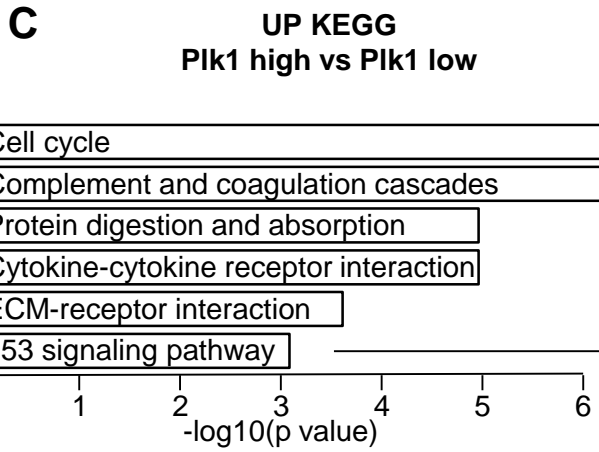 C
UP KEGG
Plk1 high vs Plk1 low
Cell cycle
Complement and coagulation cascades
Protein digestion and absorption
Cytokine-cytokine receptor interaction
ECM-receptor interaction
53 signaling pathway
1 2 3 4 5 6
-log10(p value)